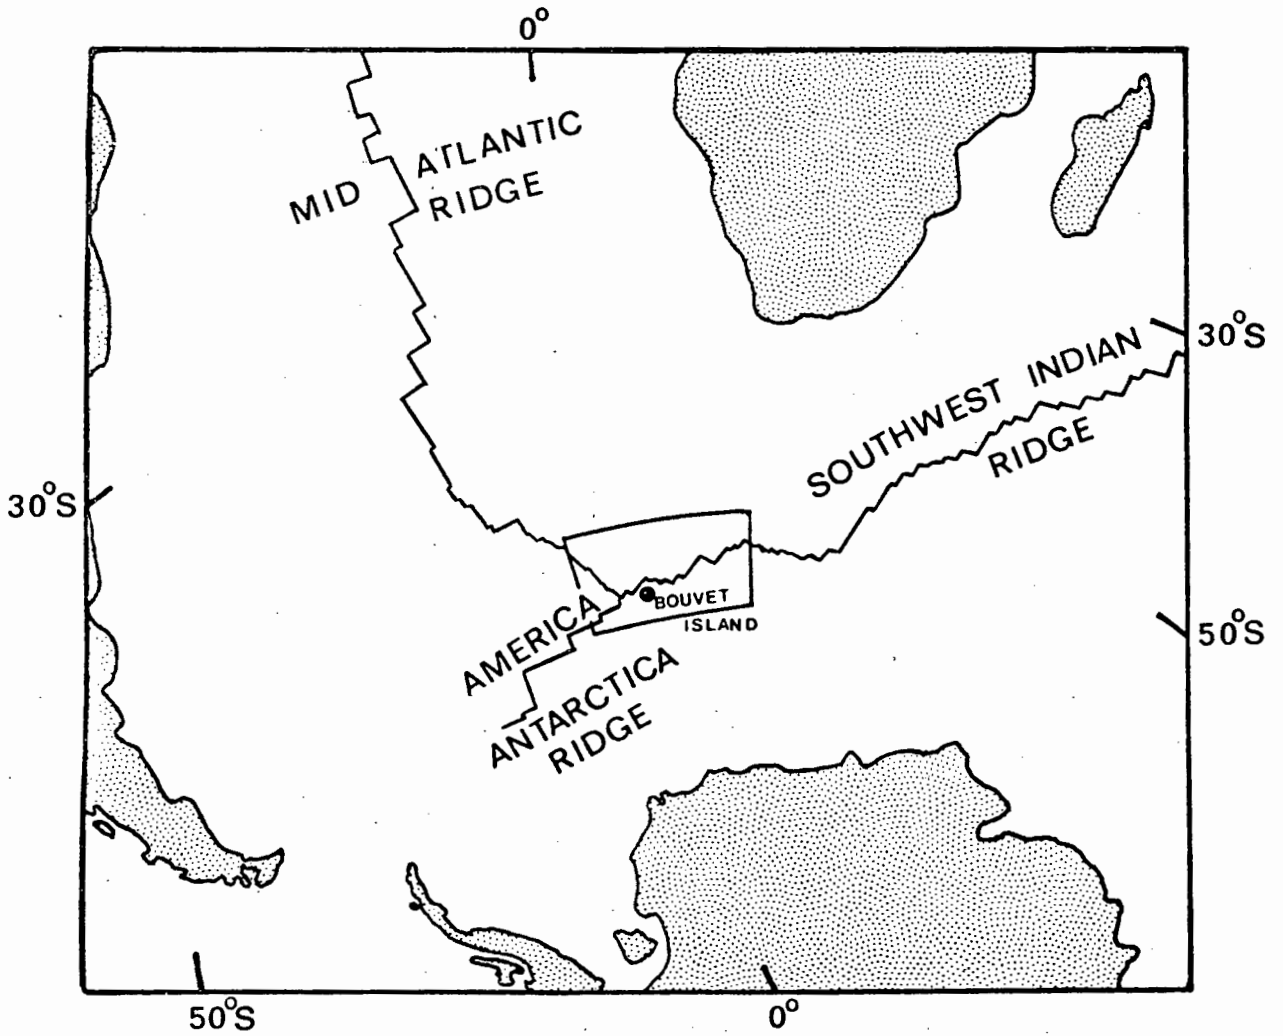 0°
MID
ATLANTIC
RIDGE
30°S
SOUTHWEST INDIAN
RIDGE
30°S
BOUVET
ISLAND
50°S
AMERICA
ANTARCTICA
RIDGE
50°S
0°